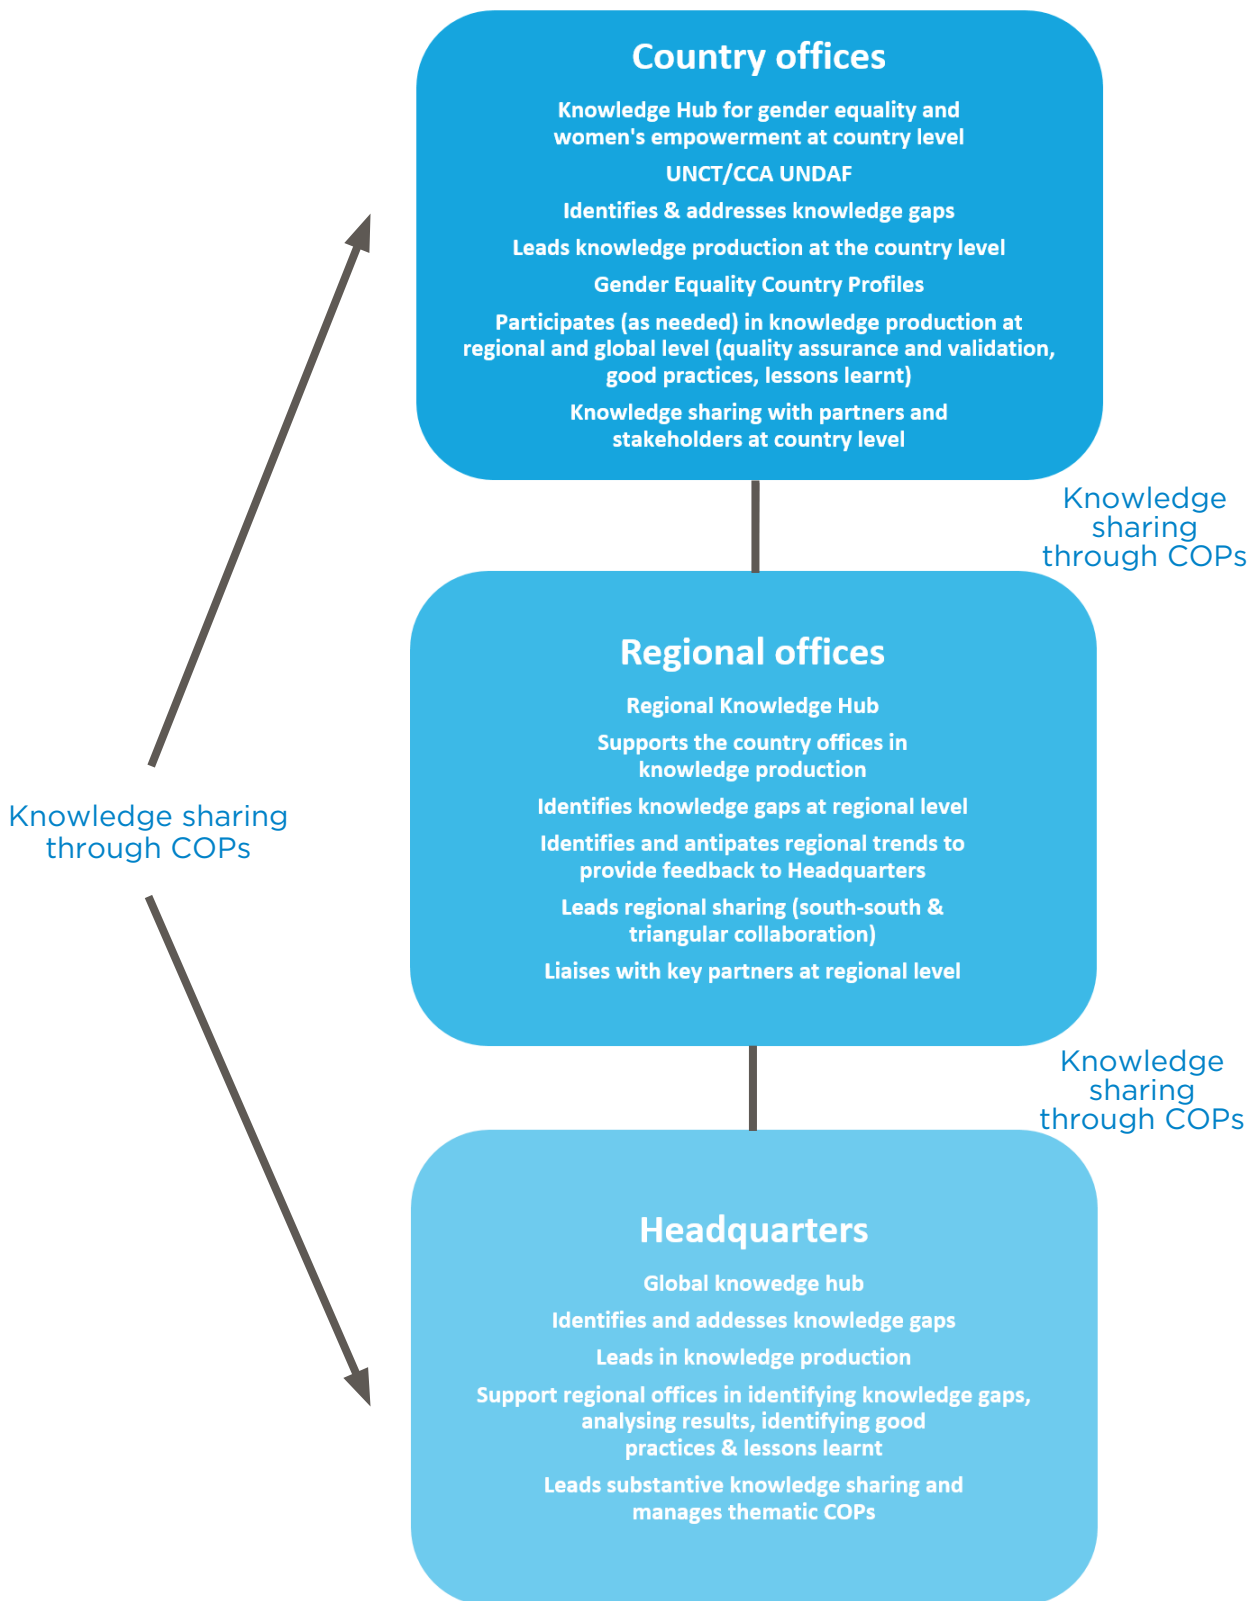 Country offices
Knowledge Hub for gender equality and
women's empowerment at country level
UNCT/CCA UNDAF
Identifies & addresses knowledge gaps
Leads knowledge production at the country level
Gender Equality Country Profiles
Participates (as needed) in knowledge production at
regional and global level (quality assurance and validation,
good practices, lessons learnt)
Knowledge sharing with partners and
stakeholders at country level
Knowledge
sharing
through COPs
Regional offices
Regional Knowledge Hub
Supports the country offices in
knowledge production
Identifies knowledge gaps at regional level
Identifies and antipates regional trends to
provide feedback to Headquarters
Leads regional sharing (south-south &
triangular collaboration)
Liaises with key partners at regional level
Knowledge sharing
through COPs
Knowledge
sharing
through COPs
Headquarters
Global knowedge hub
Identifies and addesses knowledge gaps
Leads in knowledge production
Support regional offices in identifying knowledge gaps,
analysing results, identifying good
practices & lessons learnt
Leads substantive knowledge sharing and
manages thematic COPs